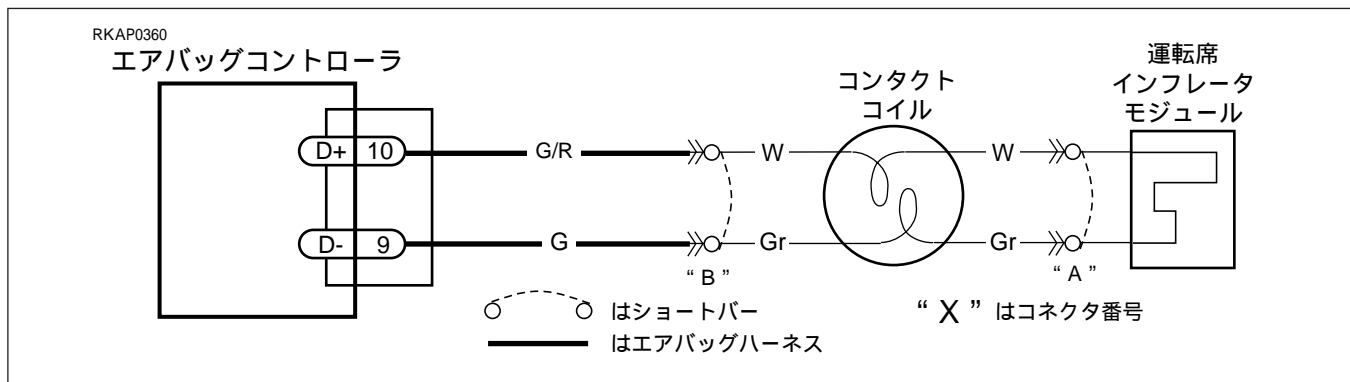 RKAP0360
エアバッグコントローラ
運転席
インフレータ
モジュール
コンタクト
コイル
D+ 10
G/R
W
W
D- 9
G
Gr
Gr
“ B ”
“ A ”
はショートバー
“ X ” はコネクタ番号
はエアバッグハーネス